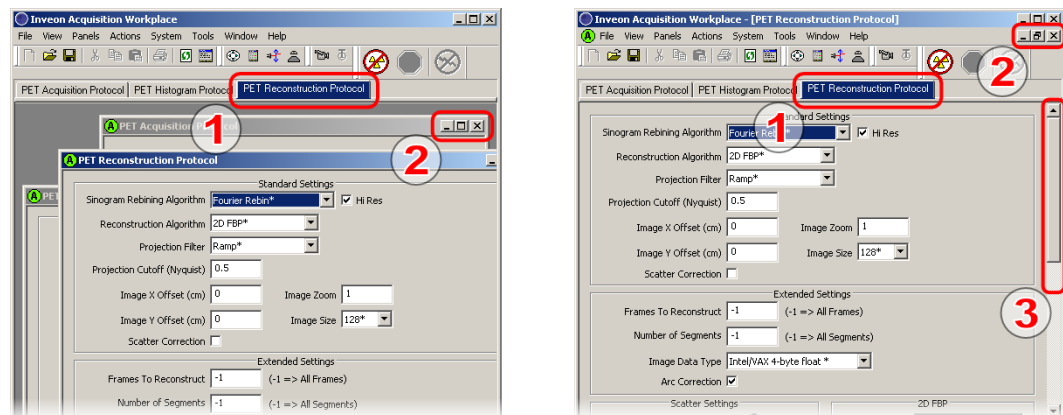 Inveon Acquisition Workplace
File View Panels Actions System Tools Window Help
PET Acquisition Protocol PET Histogram Protocol PET Reconstruction Protocol
1
A PET Acquisition
2
A PET Reconstruction Protocol
A PE
Standard Settings
Sinogram Rebining Algorithm Fourier Rebin* Hi Res
Reconstruction Algorithm 2D FBP*
Projection Filter Ramp*
Projection Cutoff (Nyquist) 0.5
Image X Offset (cm) 0 Image Zoom 1
Image Y Offset (cm) 0 Image Size 128*
Scatter Correction
Extended Settings
Frames To Reconstruct -1 (-1 => All Frames)
Number of Segments -1 (-1 => All Segments)
Inveon Acquisition Workplace - [PET Reconstruction Protocol]
A File View Panels Actions System Tools Window Help
2
PET Acquisition Protocol PET Histogram Protocol PET Reconstruction Protocol
1
Settings
Sinogram Rebining Algorithm Fourier Rebin* Hi Res
Reconstruction Algorithm 2D FBP*
Projection Filter Ramp*
Projection Cutoff (Nyquist) 0.5
Image X Offset (cm) 0 Image Zoom 1
Image Y Offset (cm) 0 Image Size 128*
Scatter Correction
Extended Settings
3
Frames To Reconstruct -1 (-1 => All Frames)
Number of Segments -1 (-1 => All Segments)
Image Data Type Intel/VAX 4-byte float *
Arc Correction
Scatter Settings 2D FBP